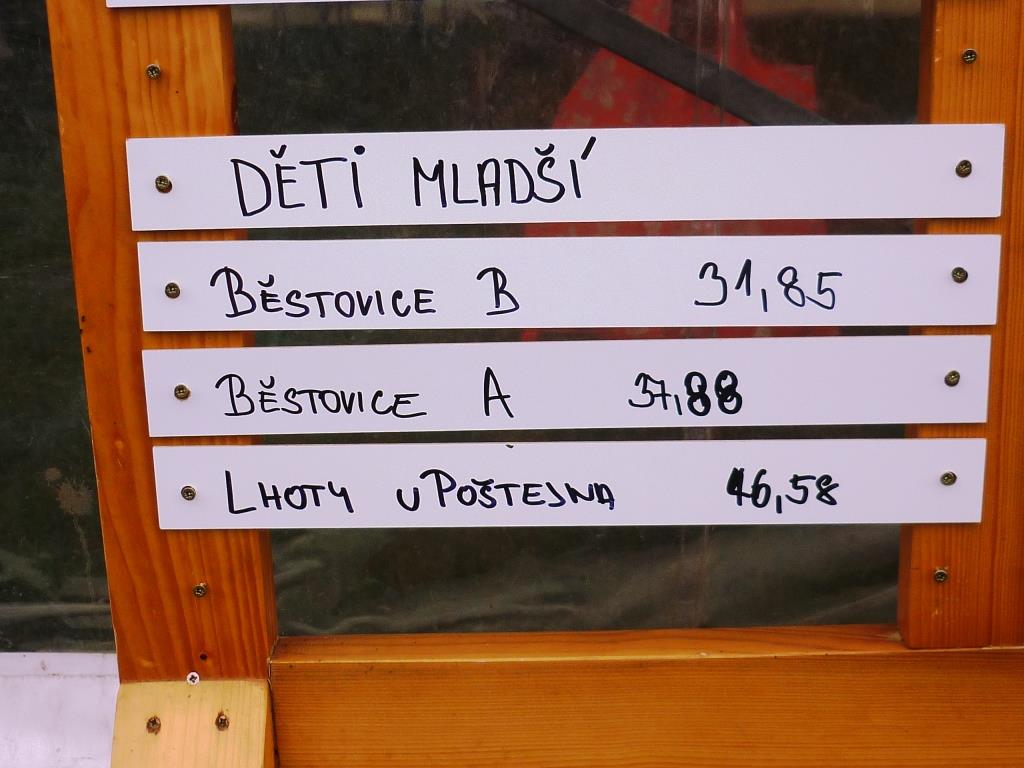 DĚTI MLADŠÍ
BĚSTOVICE B 31,85
BĚSTOVICE A 37,88
LHOTY U POŠTEJNA 46,58